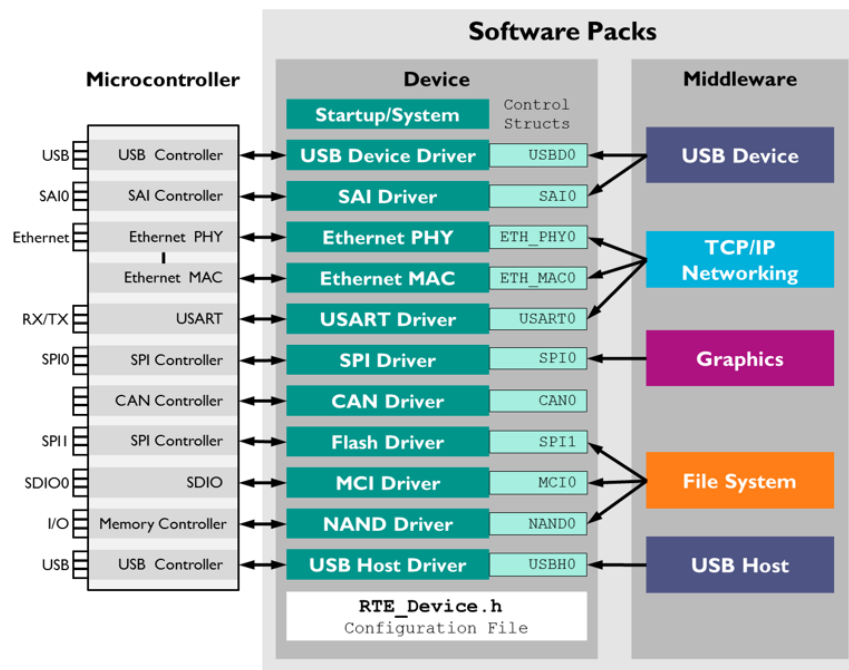 Software Packs
Microcontroller
Device
Middleware
Startup/System
Control
Structs
USB
USB Controller
USB Device Driver
USBD0
USB Device
SAI0
SAI Controller
SAI Driver
SAI0
Ethernet
Ethernet PHY
Ethernet PHY
ETH_PHY0
TCP/IP
Networking
Ethernet MAC
Ethernet MAC
ETH_MAC0
RX/TX
USART
USART Driver
USART0
SPI0
SPI Controller
SPI Driver
SPI0
Graphics
CAN Controller
CAN Driver
CAN0
SPI1
SPI Controller
Flash Driver
SPI1
SDIO0
SDIO
MCI Driver
MCI0
File System
I/O
Memory Controller
NAND Driver
NAND0
USB
USB Controller
USB Host Driver
USBH0
USB Host
RTE_Device.h
Configuration File